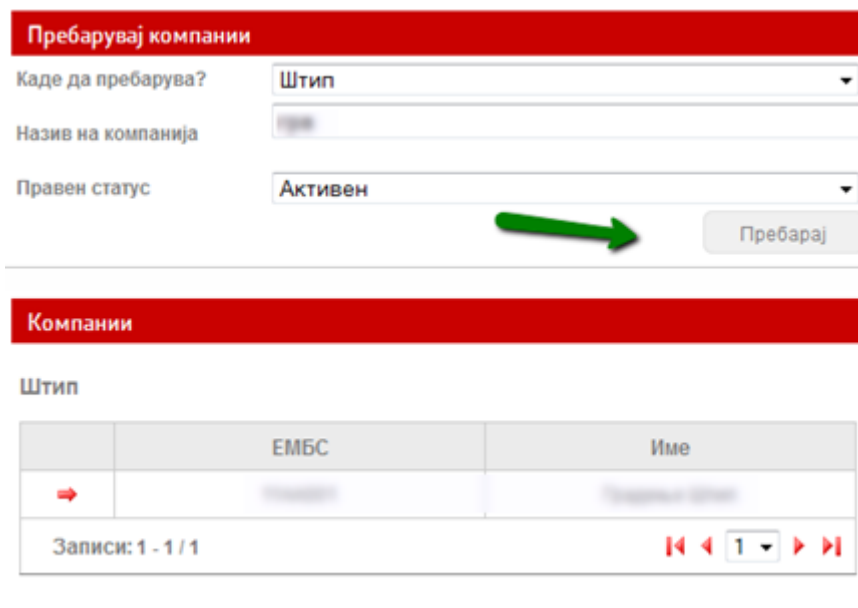 Пребарувај компании
Каде да пребарува? Штип
Назив на компанија
Правен статус Активен
Пребарај
Компании
Штип
ЕМБС Име
Записи: 1 - 1 / 1 1